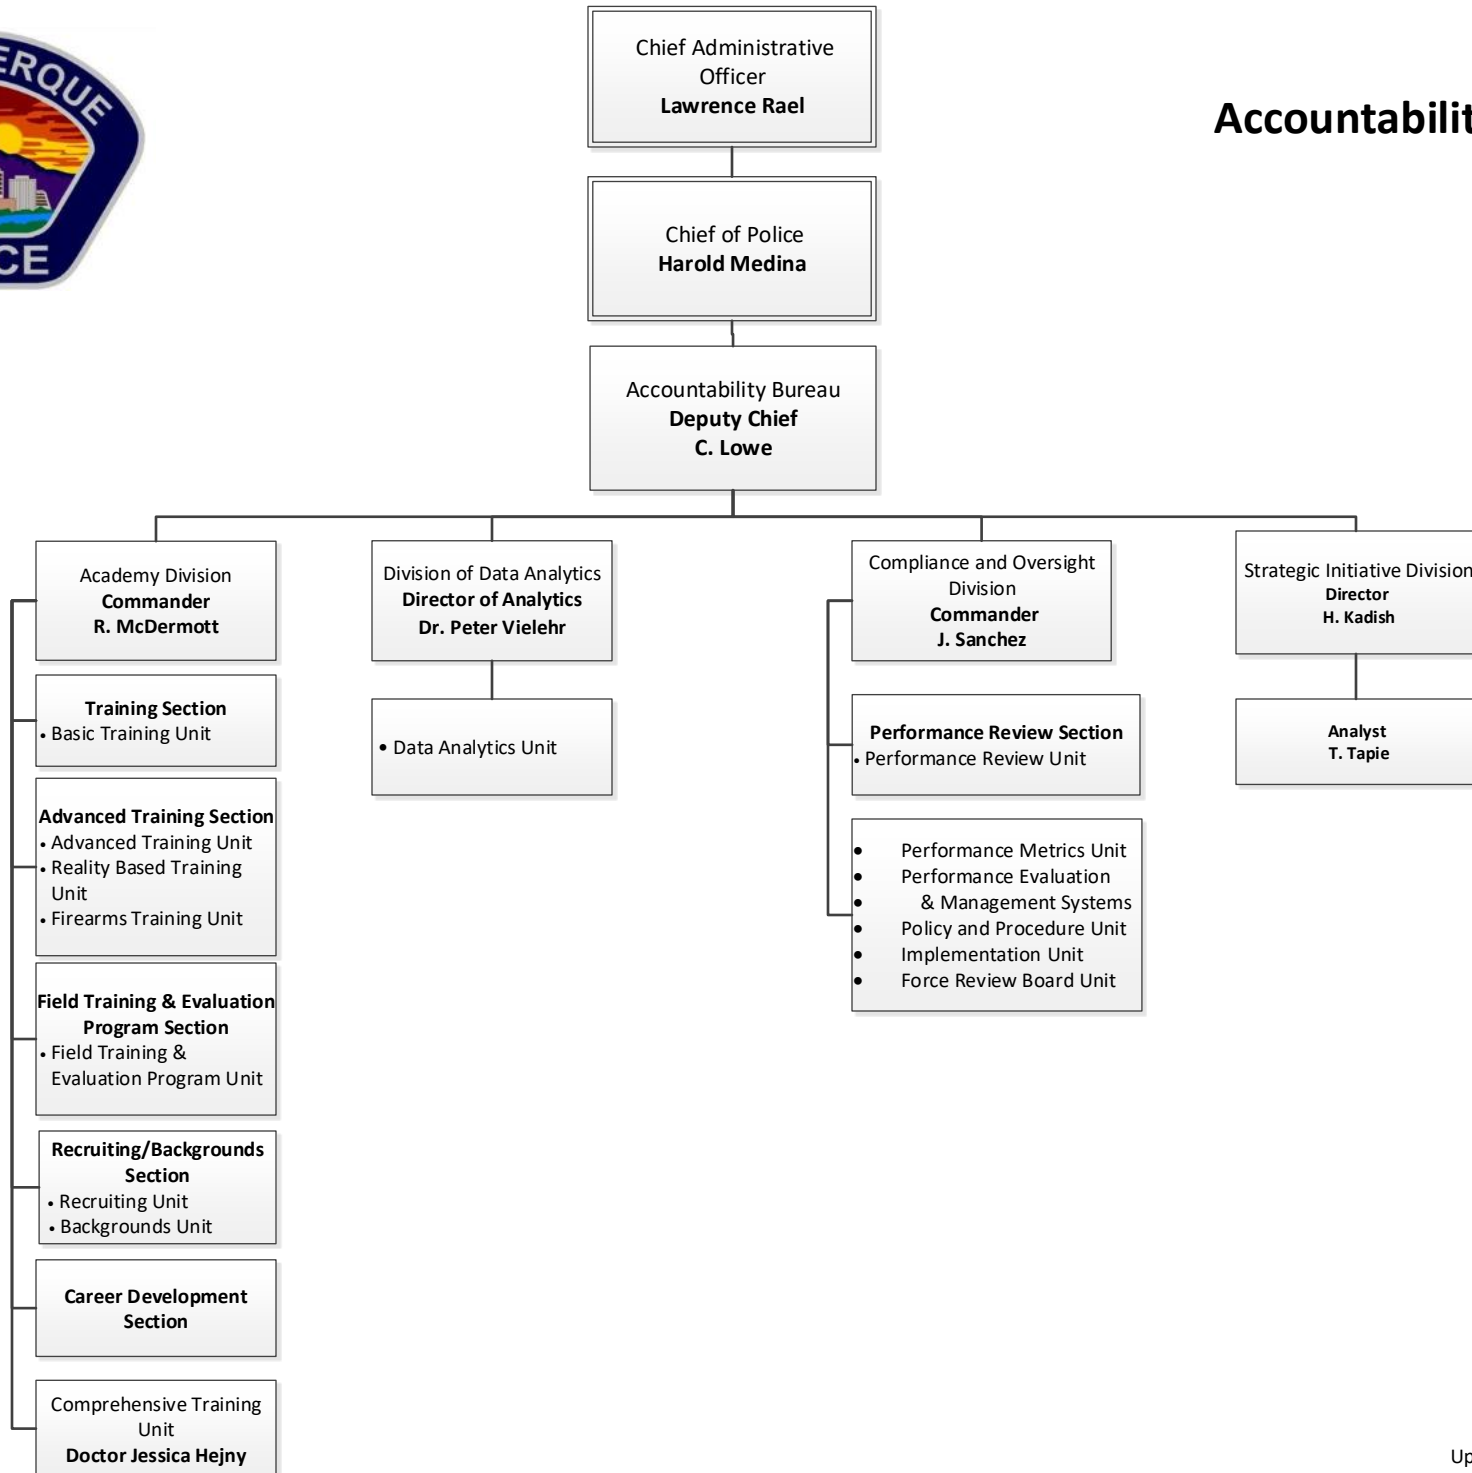 ERQUE
CE
Chief Administrative
Officer
Lawrence Rael
Accountabilit
Chief of Police
Harold Medina
Accountability Bureau
Deputy Chief
C. Lowe
Academy Division
Commander
R. McDermott
Training Section
• Basic Training Unit
Advanced Training Section
• Advanced Training Unit
• Reality Based Training
Unit
• Firearms Training Unit
Field Training & Evaluation
Program Section
• Field Training &
Evaluation Program Unit
Recruiting/Backgrounds
Section
• Recruiting Unit
• Backgrounds Unit
Career Development
Section
Comprehensive Training
Unit
Doctor Jessica Hejny
Division of Data Analytics
Director of Analytics
Dr. Peter Vielehr
• Data Analytics Unit
Compliance and Oversight
Division
Commander
J. Sanchez
Performance Review Section
• Performance Review Unit
• Performance Metrics Unit
• Performance Evaluation
• & Management Systems
• Policy and Procedure Unit
• Implementation Unit
• Force Review Board Unit
Strategic Initiative Division
Director
H. Kadish
Analyst
T. Tapie
Up